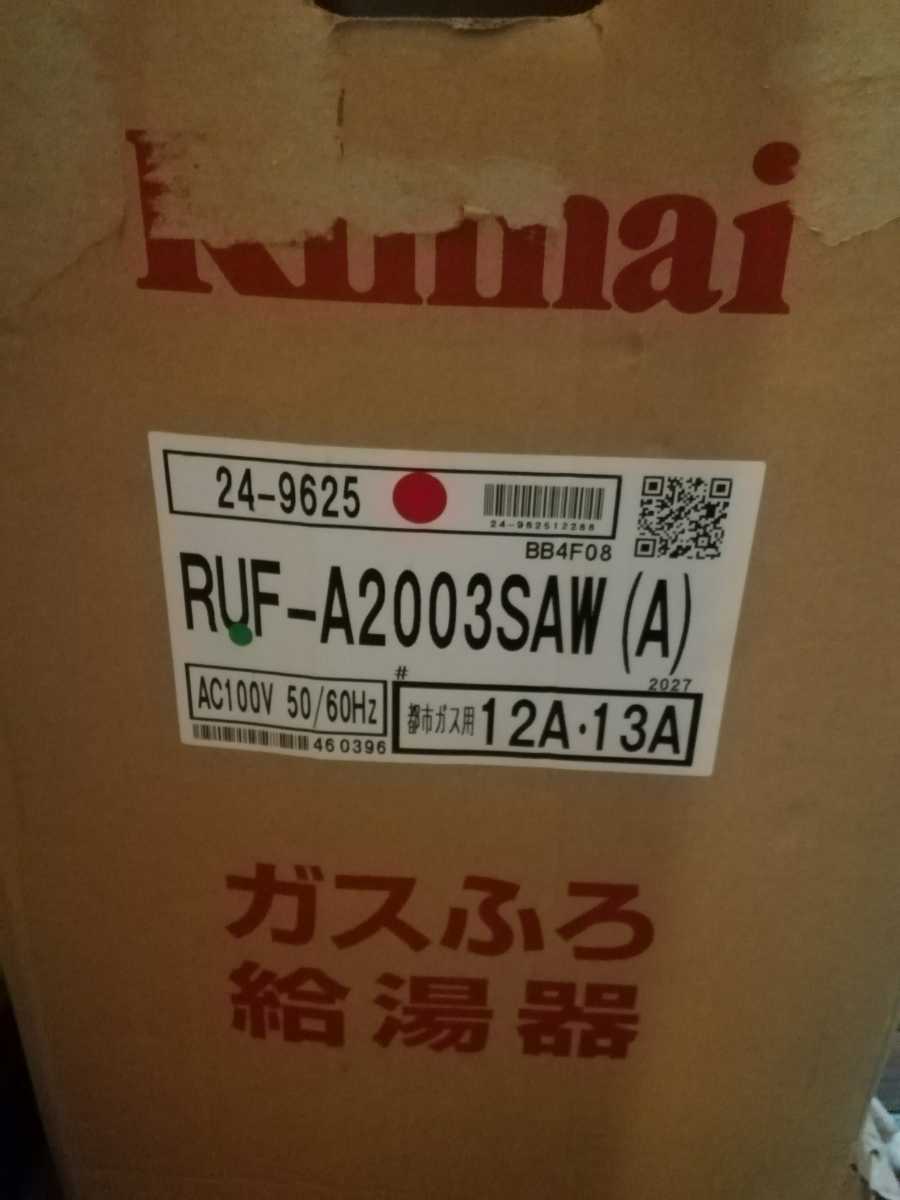 Rinnai
24-9625
24-962512288
BB4F08
RUF-A2003SAW(A)
#
2027
AC100V 50/60Hz
都市ガス用 12A・13A
460396
ガスふろ
給湯器